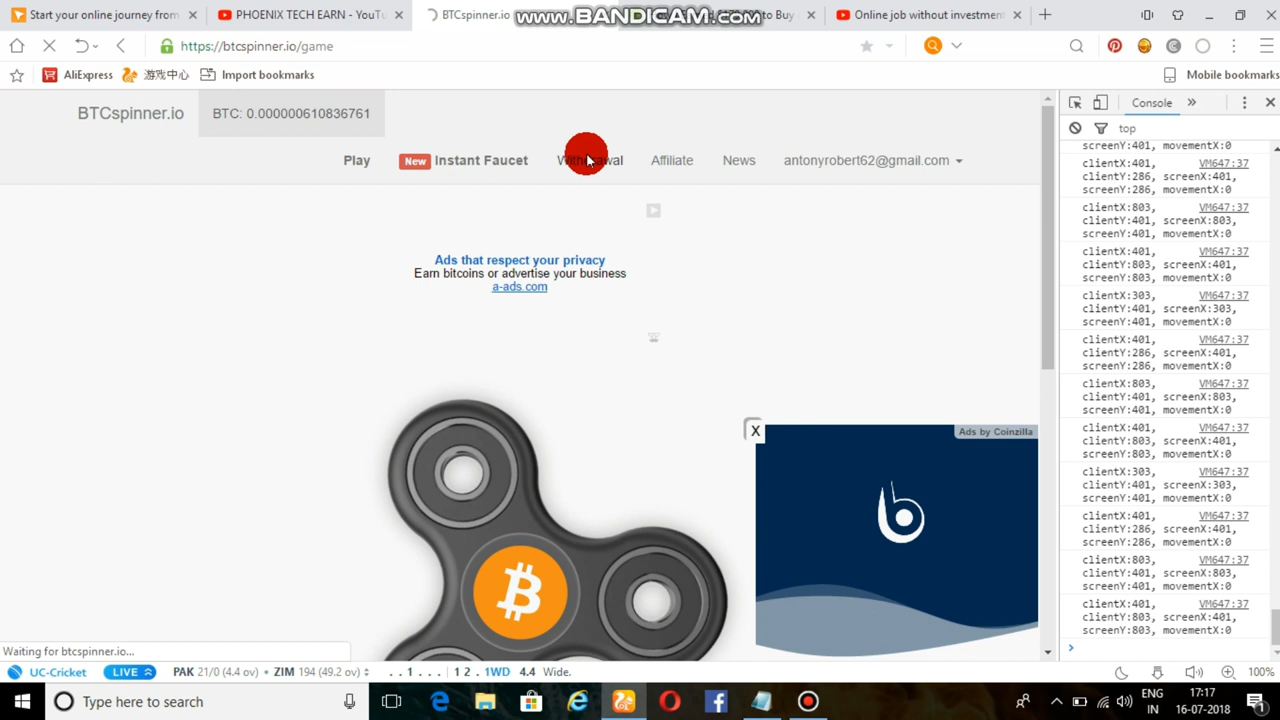 Start your online journey from
PHOENIX TECH EARN - YouTu
BTCspinner.io
www.BANDICAM.com
to Buy
Online job without investment
https://btcspinner.io/game
AliExpress
游戏中心
Import bookmarks
Mobile bookmarks
BTCspinner.io
BTC: 0.000000610836761
Play
New Instant Faucet
Withdrawal
Affiliate
News
antonyrobert62@gmail.com
Ads that respect your privacy
Earn bitcoins or advertise your business
a-ads.com
X
Ads by Coinzilla
Console
top
screenY:401, movementX:0
clientX:401, VM647:37
clientY:286, screenX:401,
screenY:286, movementX:0
clientX:803, VM647:37
clientY:401, screenX:803,
screenY:401, movementX:0
clientX:401, VM647:37
clientY:803, screenX:401,
screenY:803, movementX:0
clientX:303, VM647:37
clientY:401, screenX:303,
screenY:401, movementX:0
clientX:401, VM647:37
clientY:286, screenX:401,
screenY:286, movementX:0
clientX:803, VM647:37
clientY:401, screenX:803,
screenY:401, movementX:0
clientX:401, VM647:37
clientY:803, screenX:401,
screenY:803, movementX:0
clientX:303, VM647:37
clientY:401, screenX:303,
screenY:401, movementX:0
clientX:401, VM647:37
clientY:286, screenX:401,
screenY:286, movementX:0
clientX:803, VM647:37
clientY:401, screenX:803,
screenY:401, movementX:0
clientX:401, VM647:37
clientY:803, screenX:401,
screenY:803, movementX:0
Waiting for btcspinner.io...
UC-Cricket
LIVE
PAK 21/0 (4.4 ov) ZIM 194 (49.2 ov)
. . 1 . . . | 1 2 . 1WD 4.4 Wide.
100%
Type here to search
ENG
IN
17:17
16-07-2018
1